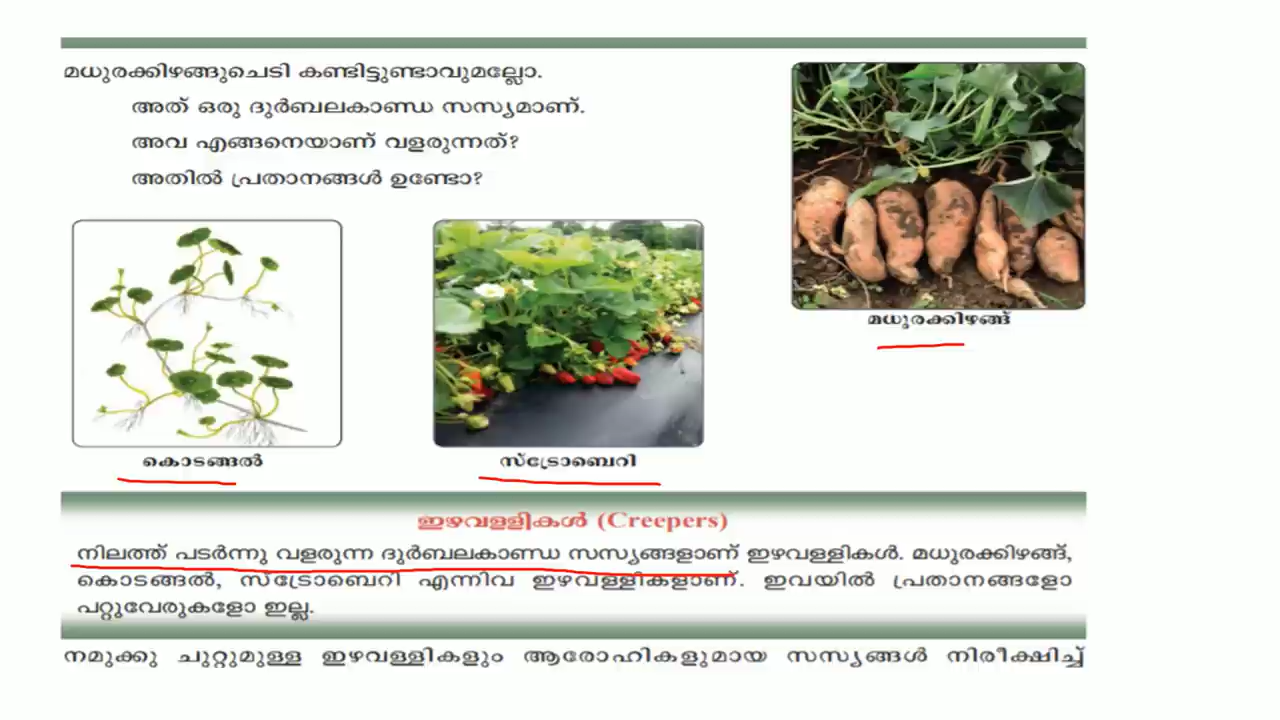 മധുരക്കിഴങ്ങുചെടി കണ്ടിട്ടുണ്ടാവുമല്ലോ.
അത് ഒരു ദുർബലകാണ്ഡ സസ്യമാണ്.
അവ എങ്ങനെയാണ് വളരുന്നത്?
അതിൽ പ്രതാനങ്ങൾ ഉണ്ടോ?
മധുരക്കിഴങ്ങ്
കൊടങ്ങൽ
സ്ട്രോബെറി
ഇഴവള്ളികൾ (Creepers)
നിലത്ത് പടർന്നു വളരുന്ന ദുർബലകാണ്ഡ സസ്യങ്ങളാണ് ഇഴവള്ളികൾ. മധുരക്കിഴങ്ങ്,
കൊടങ്ങൽ, സ്ട്രോബെറി എന്നിവ ഇഴവള്ളികളാണ്. ഇവയിൽ പ്രതാനങ്ങളോ
പറ്റുവേരുകളോ ഇല്ല.
നമുക്കു ചുറ്റുമുള്ള ഇഴവള്ളികളും ആരോഹികളുമായ സസ്യങ്ങൾ നിരീക്ഷിച്ച്